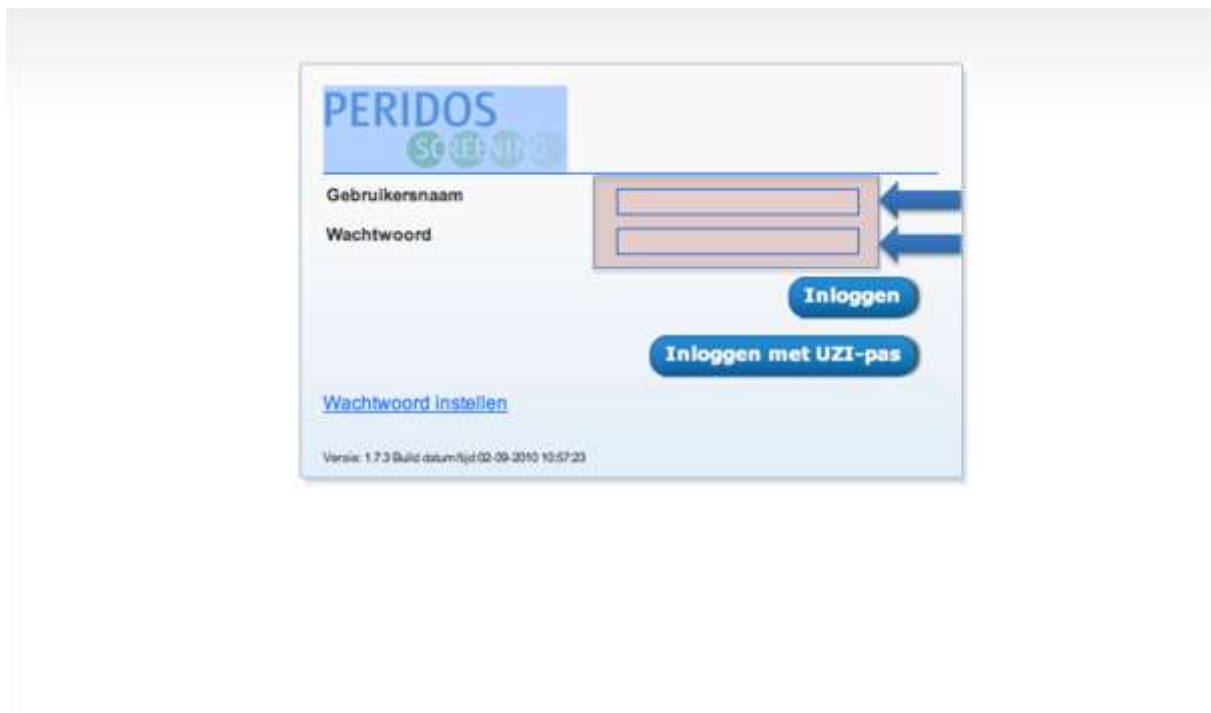 PERIDOS
SCREENING
Gebruikersnaam
Wachtwoord
Inloggen
Inloggen met UZI-pas
Wachtwoord instellen
Versie: 1.7.3 Build datum/tijd:02-09-2010 10:57:23